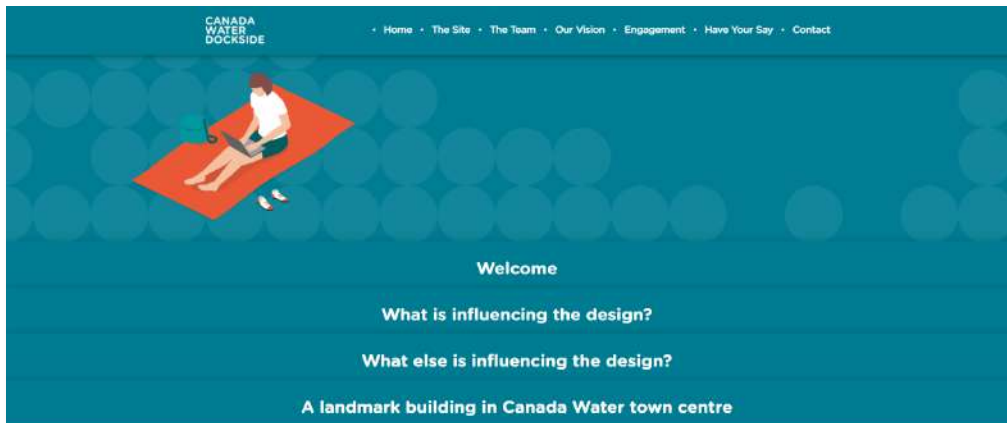 CANADA
WATER
DOCKSIDE
• Home • The Site • The Team • Our Vision • Engagement • Have Your Say • Contact
Welcome
What is influencing the design?
What else is influencing the design?
A landmark building in Canada Water town centre